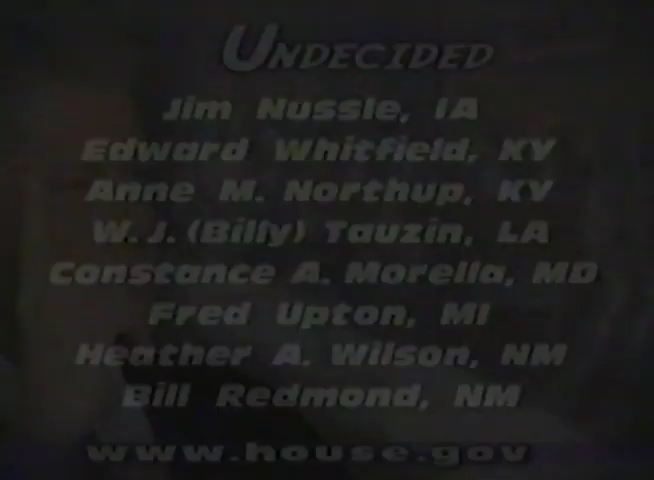 UNDECIDED
Jim Nussle, IA
Edward Whitfield, KY
Anne M. Northup, KY
W.J. (Billy) Tauzin, LA
Constance A. Morella, MD
Fred Upton, MI
Heather A. Wilson, NM
Bill Redmond, NM
www.house.gov